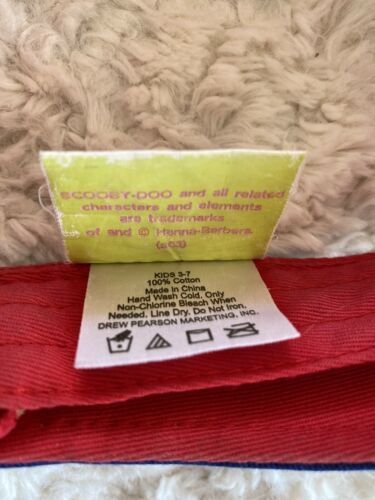 SCOOBY-DOO and all related
characters and elements
are trademarks
of and © Hanna-Barbera.
(s03)
KIDS 3-7
100% Cotton
Made in China
Hand Wash Cold. Only
Non-Chlorine Bleach When
Needed. Line Dry. Do Not Iron.
DREW PEARSON MARKETING, INC.